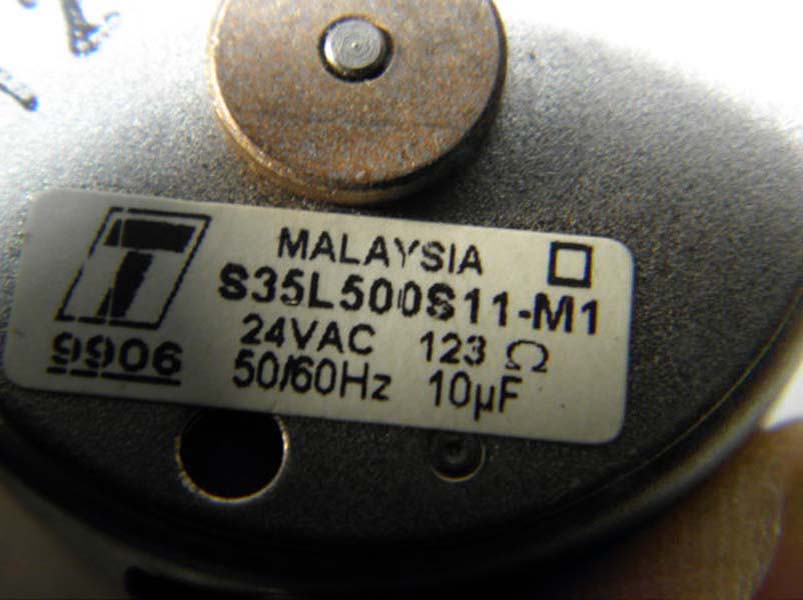 MALAYSIA
S35L500S11-M1
24VAC 123 Ω
50/60Hz 10µF
T
9906